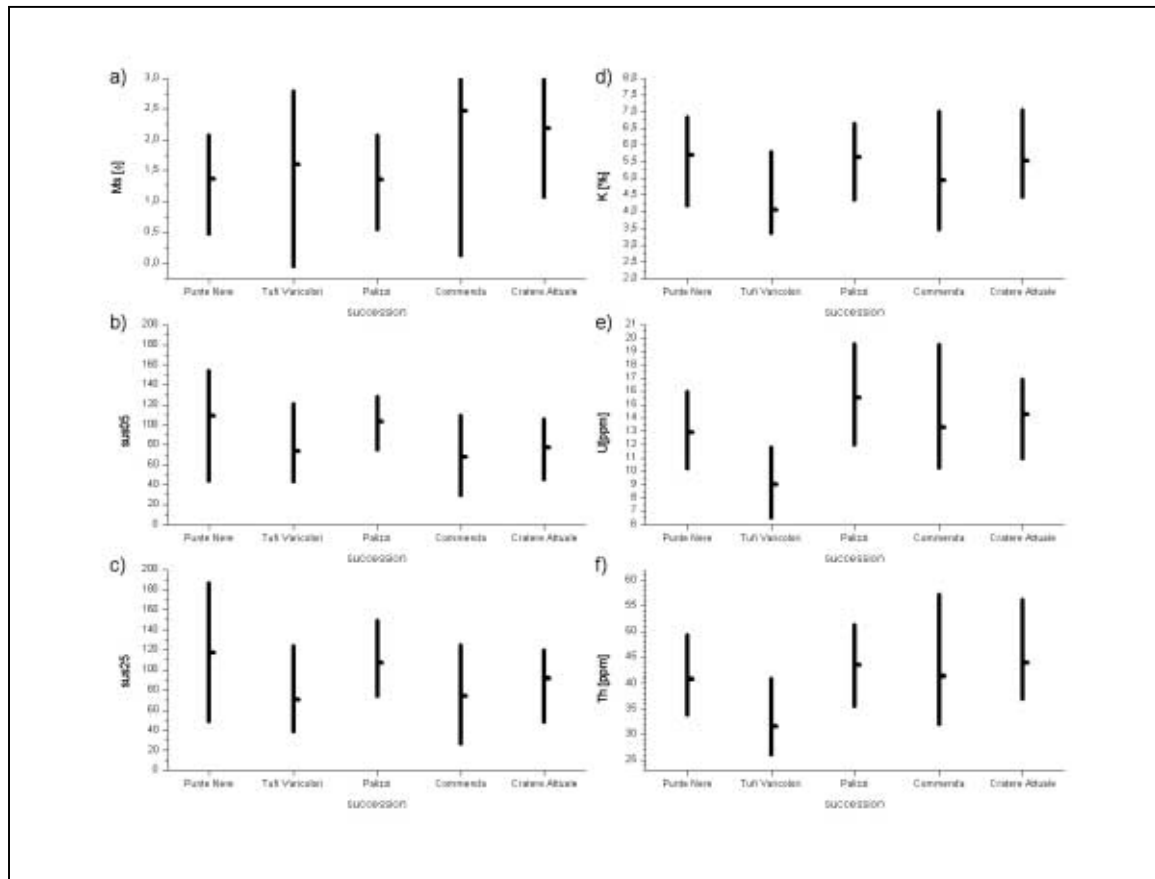 a)
3,0
2,5
2,0
1,5
1,0
0,5
0,0
Ms [ϕ]
Punte Nere Tufi Varicolori Palizzi Commenda Cratere Attuale
succession
b)
200
180
160
140
120
100
80
60
40
20
0
sus05
Punte Nere Tufi Varicolori Palizzi Commenda Cratere Attuale
succession
c)
200
180
160
140
120
100
80
60
40
20
0
sus25
Punte Nere Tufi Varicolori Palizzi Commenda Cratere Attuale
succession
d)
8,0
7,5
7,0
6,5
6,0
5,5
5,0
4,5
4,0
3,5
3,0
2,5
2,0
K [%]
Punte Nere Tufi Varicolori Palizzi Commenda Cratere Attuale
succession
e)
21
20
19
18
17
16
15
14
13
12
11
10
9
8
7
6
U[ppm]
Punte Nere Tufi Varicolori Palizzi Commenda Cratere Attuale
succession
f)
60
55
50
45
40
35
30
25
Th [ppm]
Punte Nere Tufi Varicolori Palizzi Commenda Cratere Attuale
succession